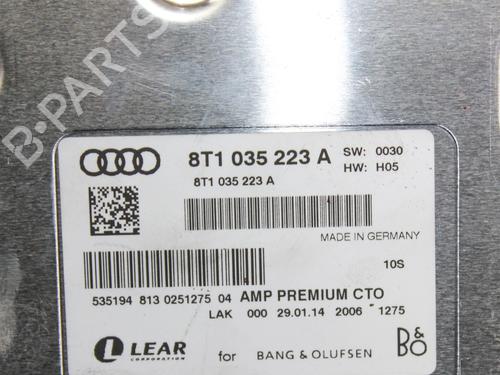 B-PARTS
8T1 035 223 A SW: 0030
HW: H05
8T1 035 223 A
MADE IN GERMANY
10S
535194 813 0251275 04 AMP PREMIUM CTO
LAK 000 29.01.14 2006 1275
LEAR CORPORATION for BANG & OLUFSEN B&O